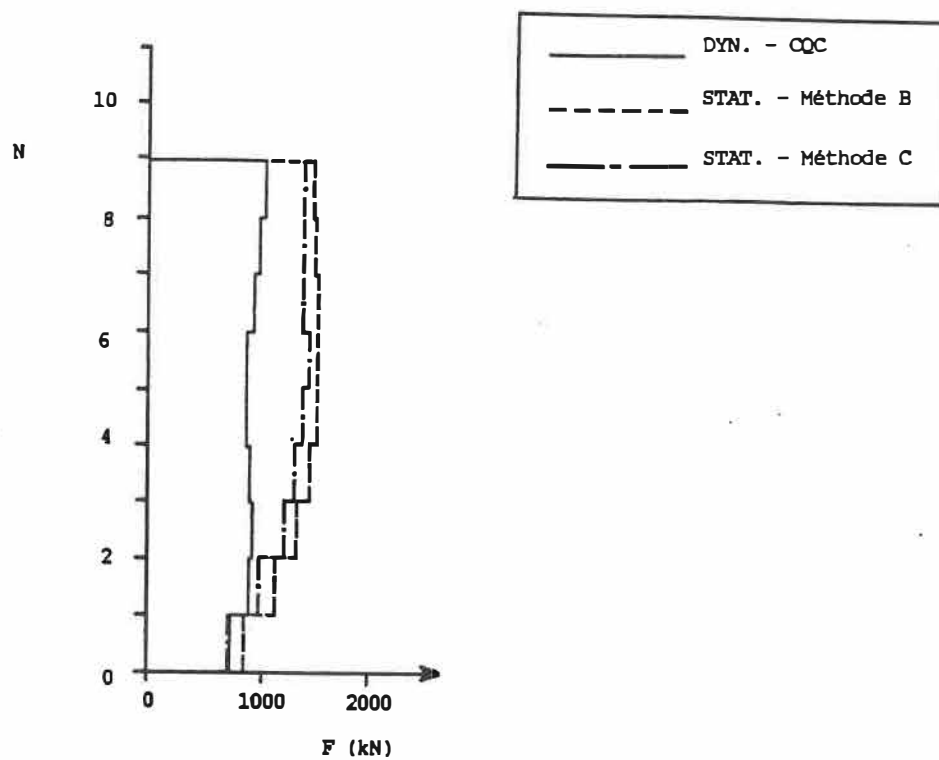 DYN. - CQC
STAT. - Méthode B
STAT. - Méthode C
N
10
8
6
4
2
0
0 1000 2000
F (kN)